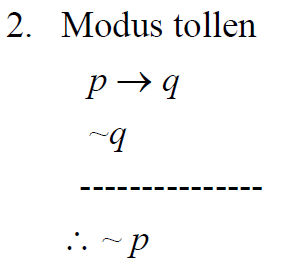 2. Modus tollen
p → q
~q
---------------
∴ ~ p